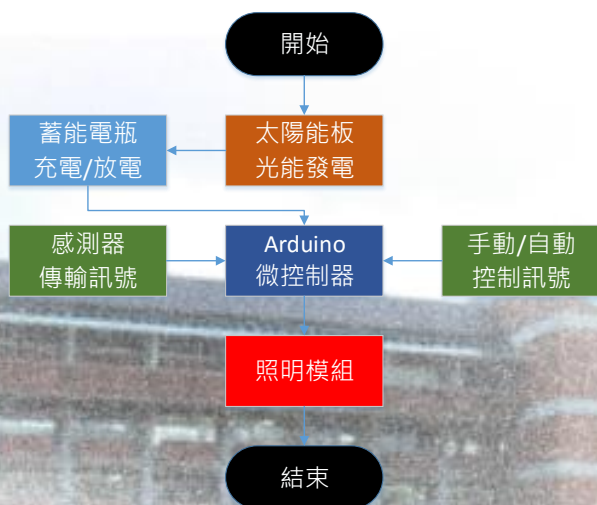 開始
蓄能電瓶
充電/放電
太陽能板
光能發電
感測器
傳輸訊號
Arduino
微控制器
手動/自動
控制訊號
照明模組
結束